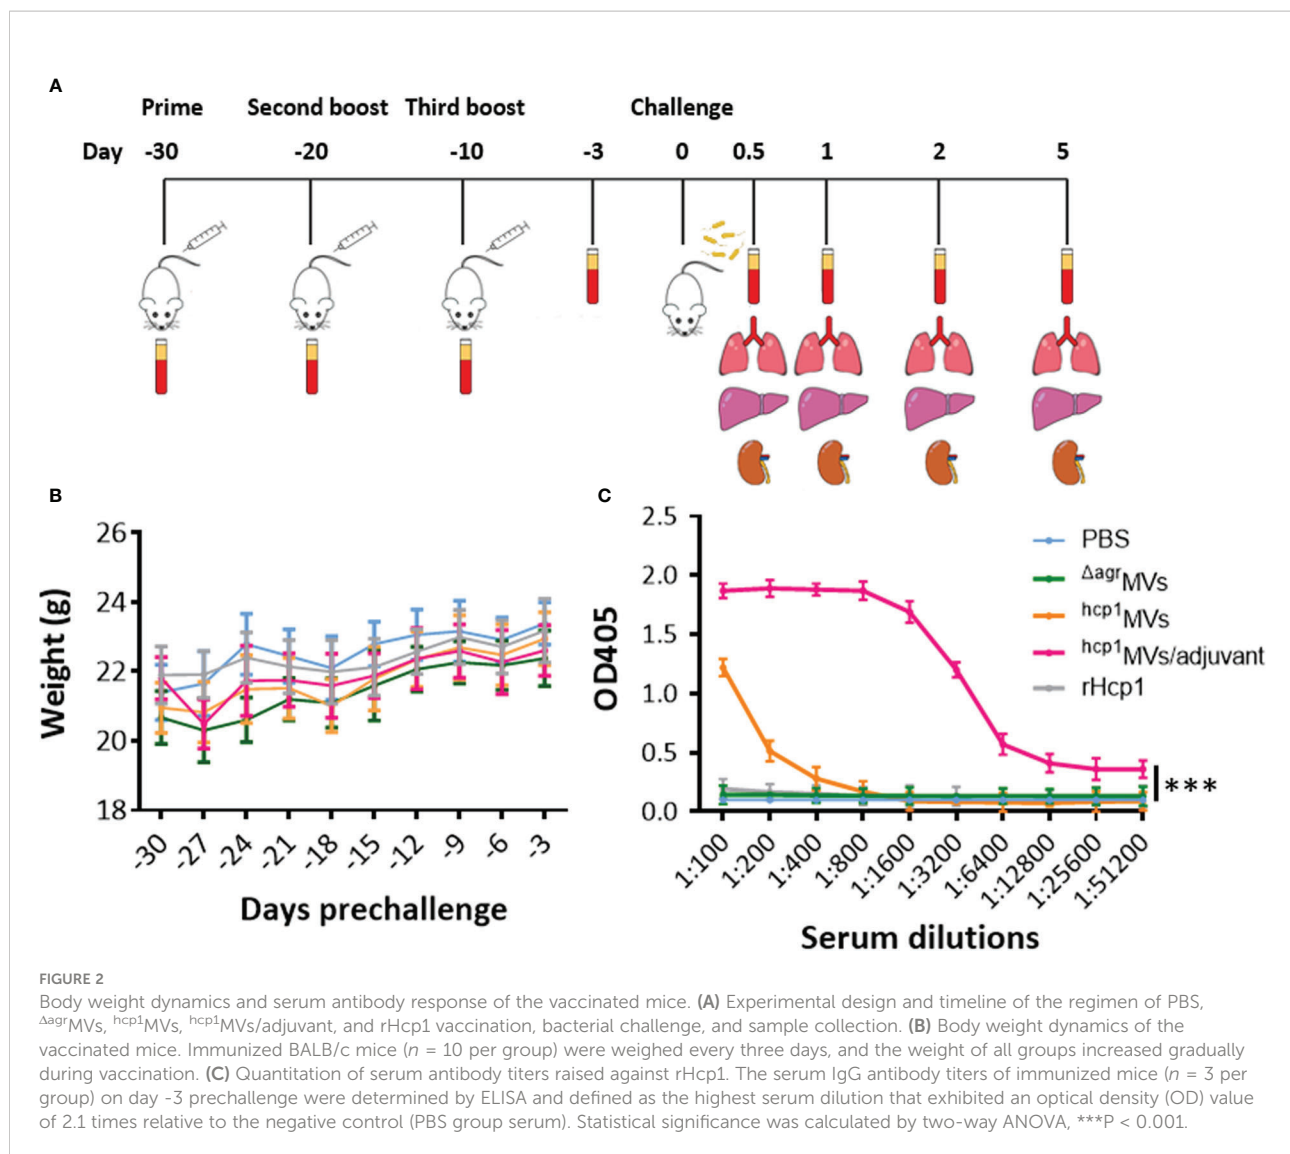 A
Prime Second boost Third boost Challenge
Day -30 -20 -10 -3 0 0.5 1 2 5
B
26
24
22
20
18
Weight (g)
-30 -27 -24 -21 -18 -15 -12 -9 -6 -3
Days prechallenge
C
2.5
2.0
1.5
1.0
0.5
0.0
OD405
PBS
ΔagrMVs
hcp1MVs
hcp1MVs/adjuvant
rHcp1
***
1:100 1:200 1:400 1:800 1:1600 1:3200 1:6400 1:12800 1:25600 1:51200
Serum dilutions
FIGURE 2
Body weight dynamics and serum antibody response of the vaccinated mice. (A) Experimental design and timeline of the regimen of PBS,
ΔagrMVs, hcp1MVs, hcp1MVs/adjuvant, and rHcp1 vaccination, bacterial challenge, and sample collection. (B) Body weight dynamics of the
vaccinated mice. Immunized BALB/c mice (n = 10 per group) were weighed every three days, and the weight of all groups increased gradually
during vaccination. (C) Quantitation of serum antibody titers raised against rHcp1. The serum IgG antibody titers of immunized mice (n = 3 per
group) on day -3 prechallenge were determined by ELISA and defined as the highest serum dilution that exhibited an optical density (OD) value
of 2.1 times relative to the negative control (PBS group serum). Statistical significance was calculated by two-way ANOVA, ***P < 0.001.